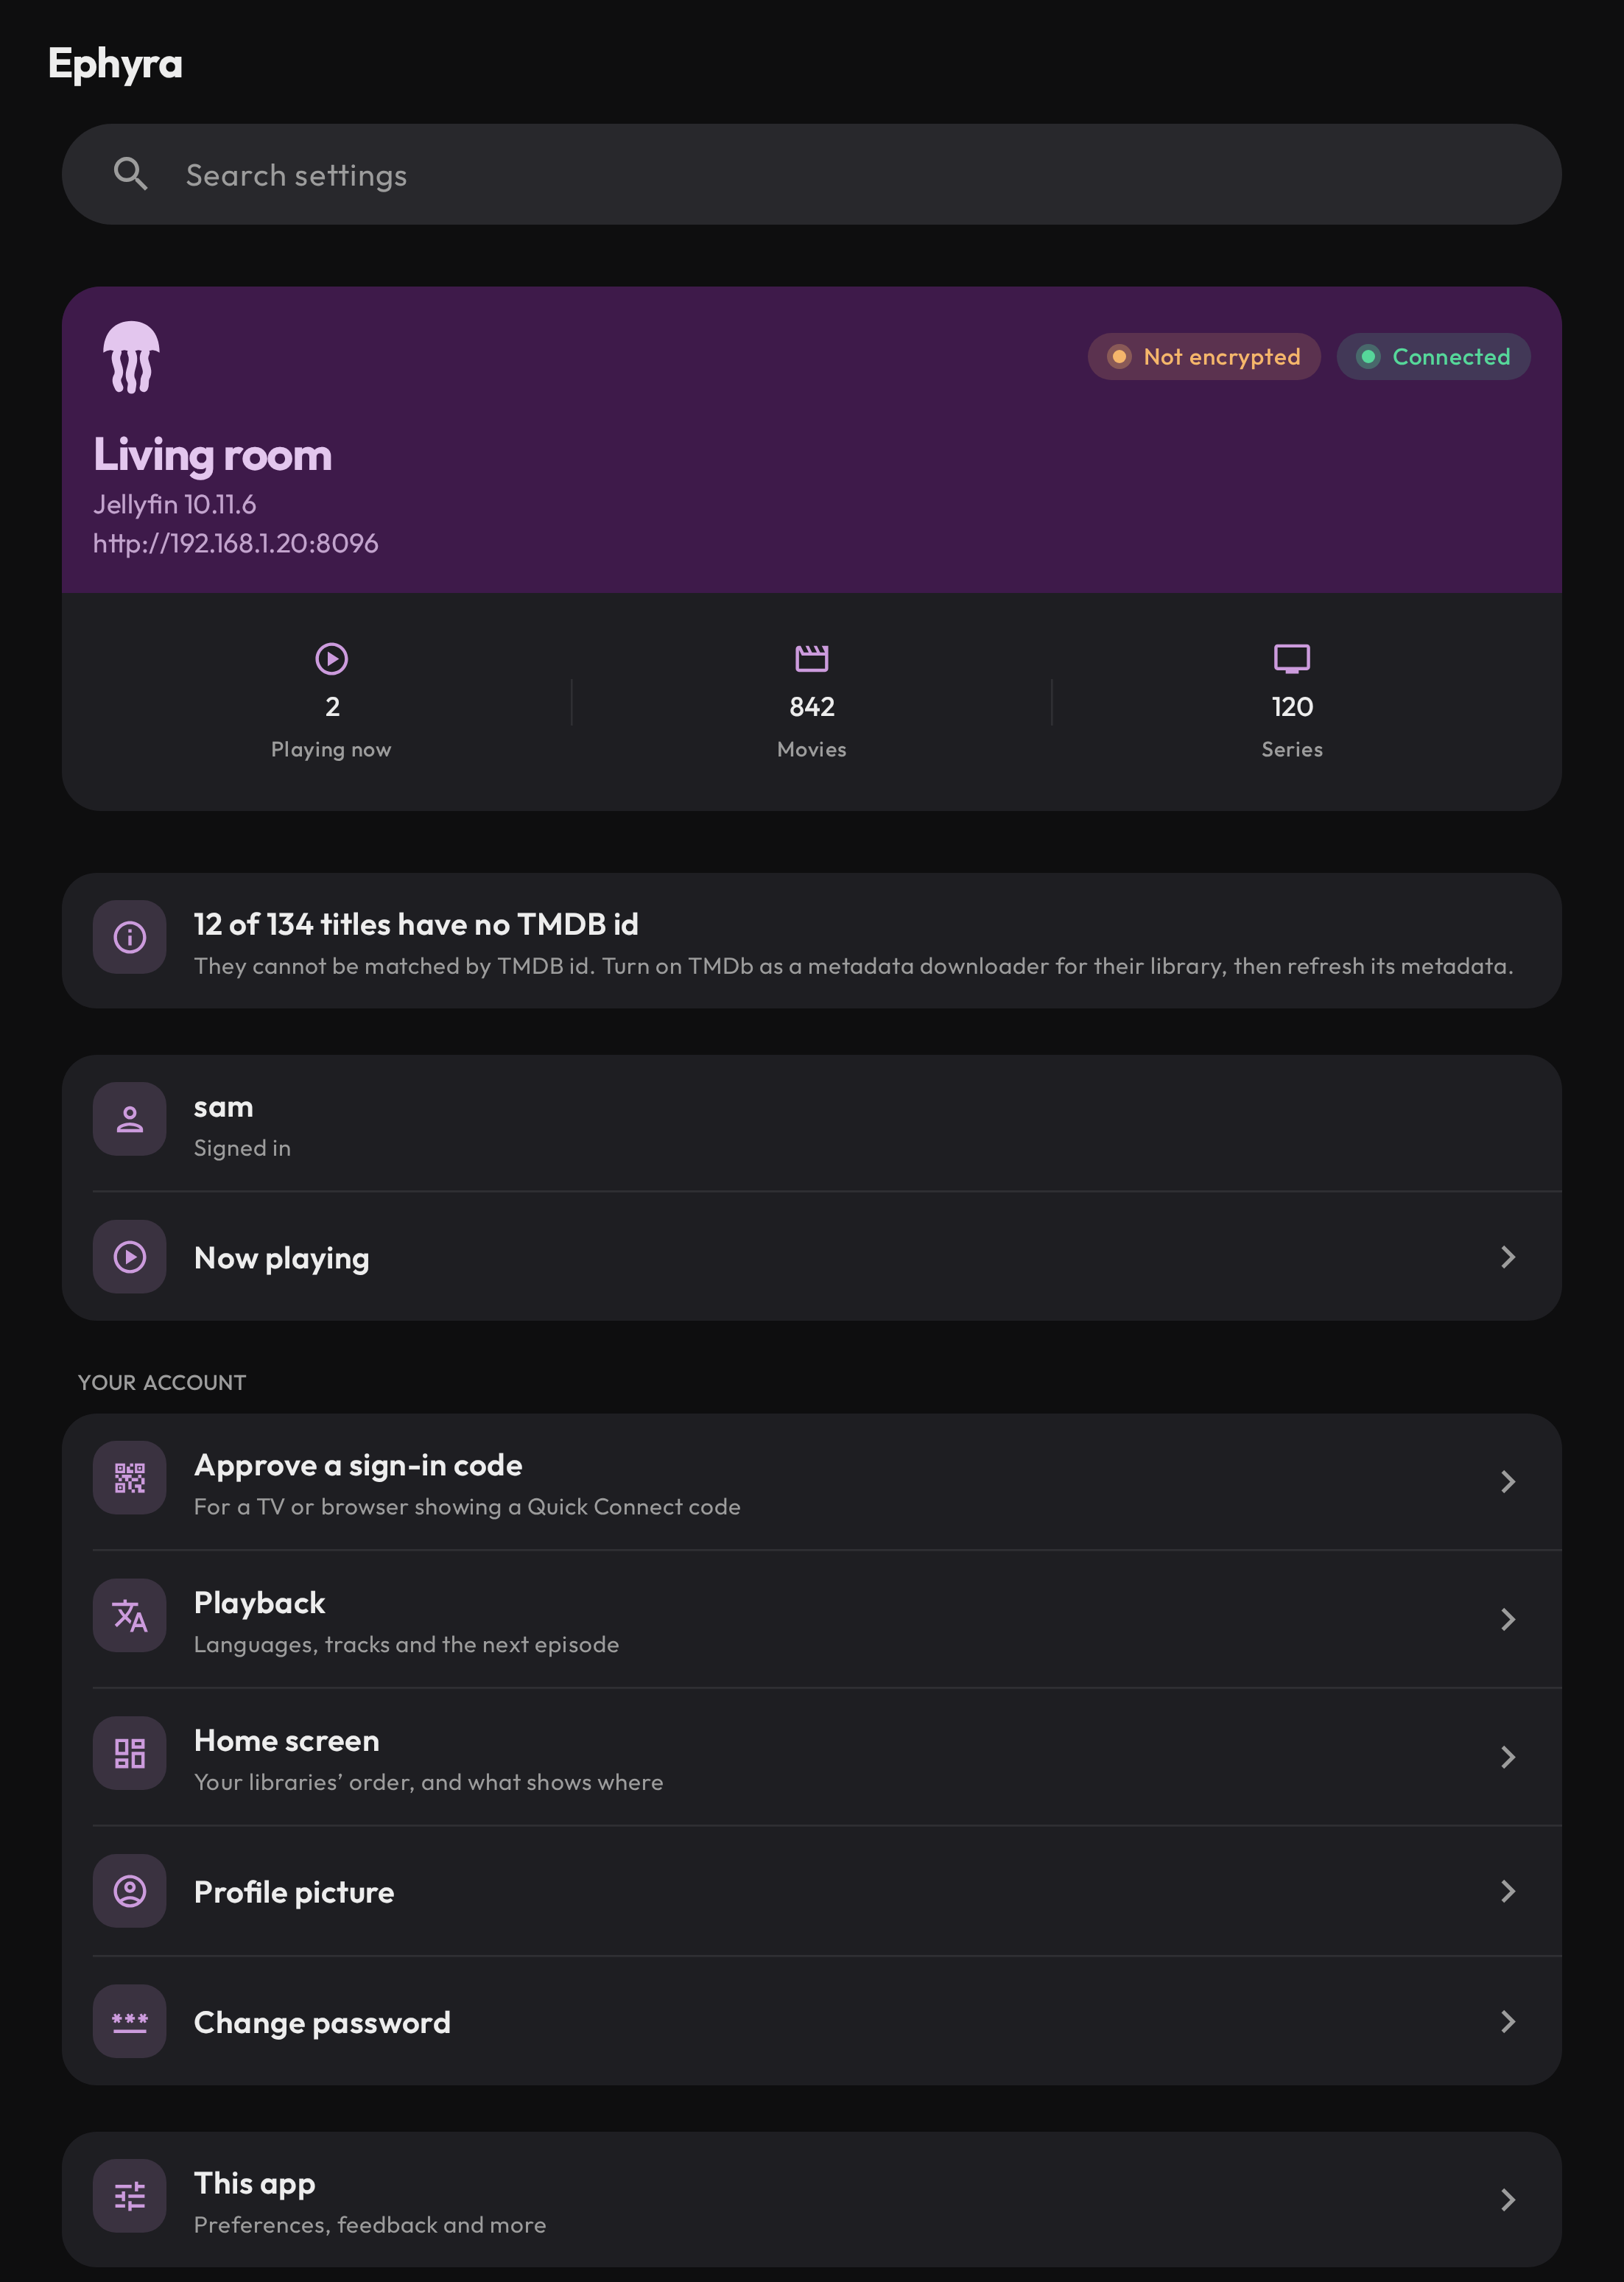 Ephyra
Search settings
Not encrypted
Connected
Living room
Jellyfin 10.11.6
http://192.168.1.20:8096
2
Playing now
842
Movies
120
Series
12 of 134 titles have no TMDB id
They cannot be matched by TMDB id. Turn on TMDb as a metadata downloader for their library, then refresh its metadata.
sam
Signed in
Now playing
YOUR ACCOUNT
Approve a sign-in code
For a TV or browser showing a Quick Connect code
Playback
Languages, tracks and the next episode
Home screen
Your libraries’ order, and what shows where
Profile picture
Change password
This app
Preferences, feedback and more